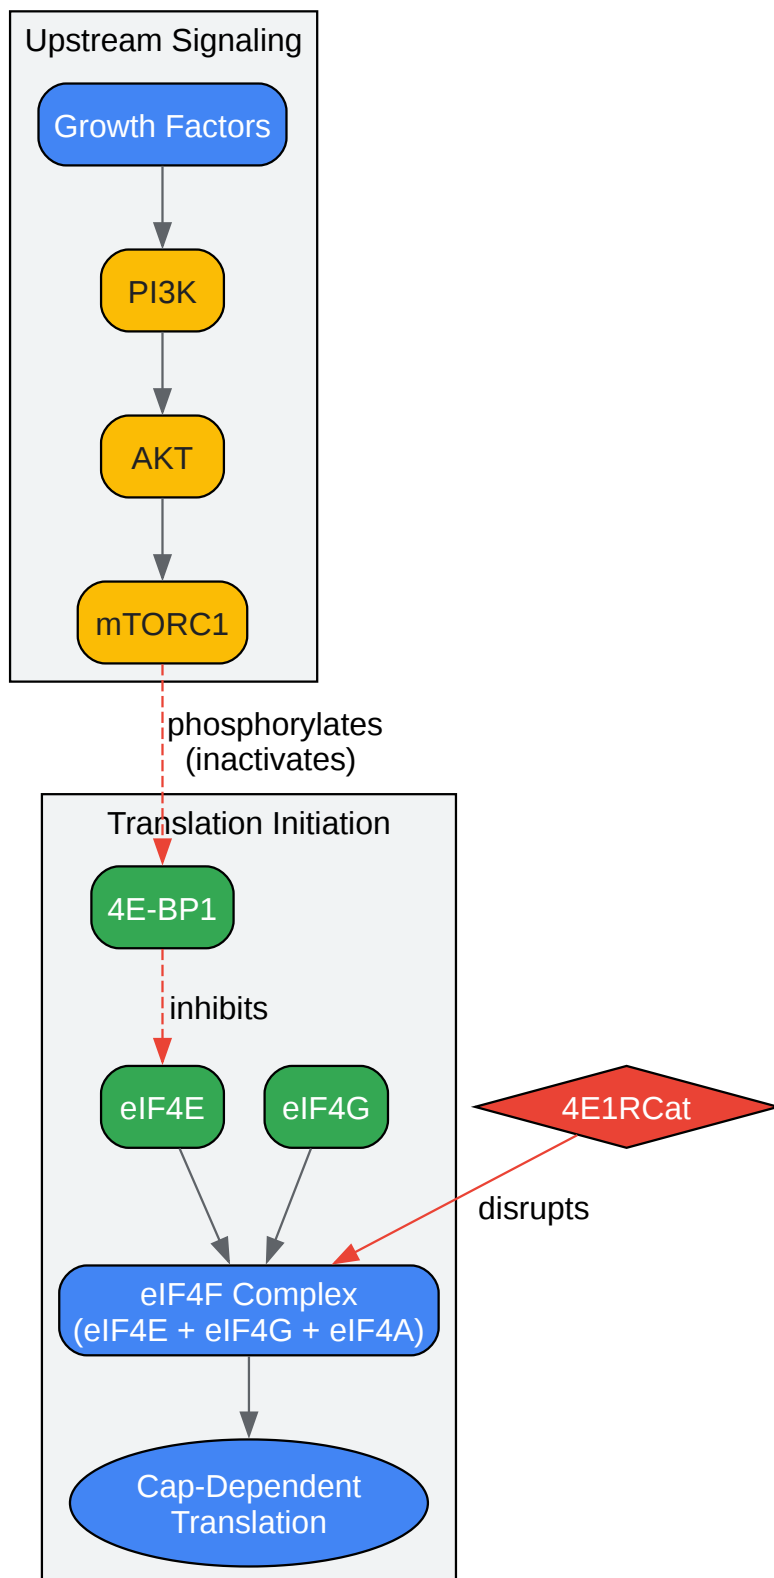 Upstream Signaling
Growth Factors
PI3K
AKT
mTORC1
phosphorylates
(inactivates)
Translation Initiation
4E-BP1
inhibits
eIF4E
eIF4G
4E1RCat
disrupts
eIF4F Complex
(eIF4E + eIF4G + eIF4A)
Cap-Dependent
Translation